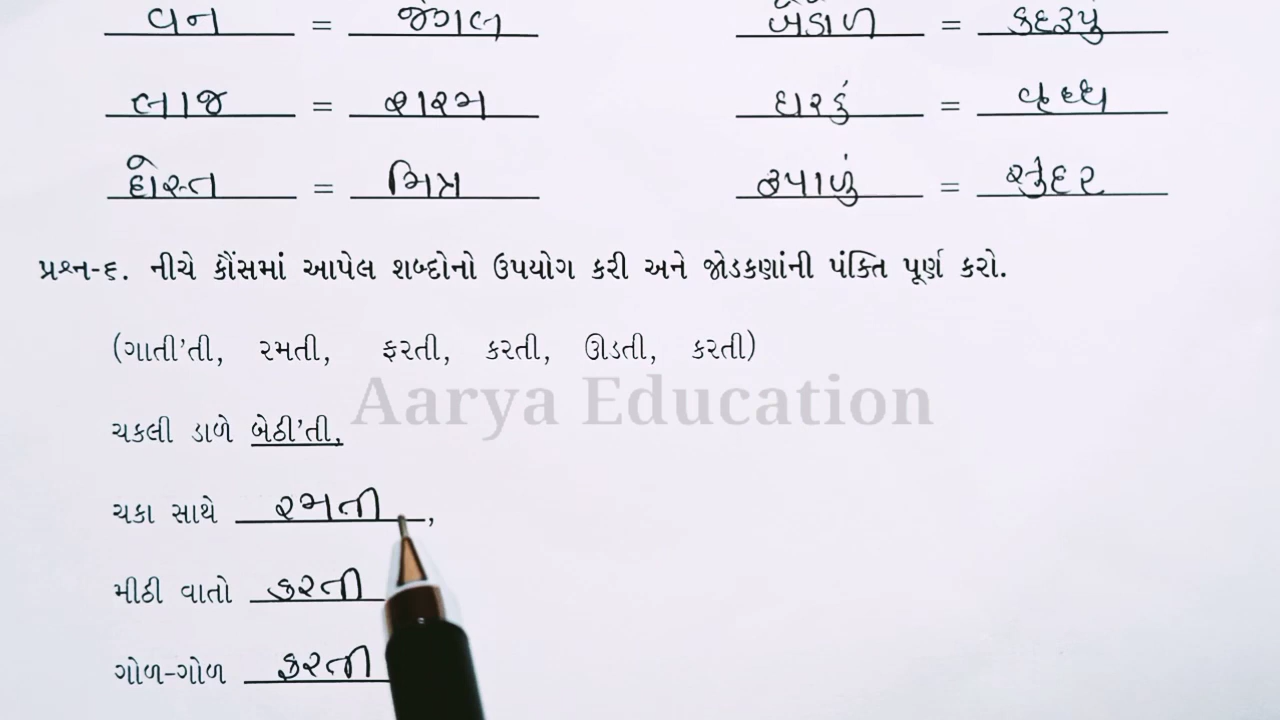 વન = જંગલ બેડોળ = કદરૂપું
લાજ = શરમ ઘરડું = વૃધ્ધ
દોસ્ત = મિત્ર રૂપાળું = સુંદર
પ્રશ્ન-૬. નીચે કૌંસમાં આપેલ શબ્દોનો ઉપયોગ કરી અને જોડકણાંની પંક્તિ પૂર્ણ કરો.
(ગાતી'તી, રમતી, ફરતી, કરતી, ઊડતી, કરતી)
Aarya Education
ચકલી ડાળે બેઠી'તી,
ચકા સાથે રમતી,
મીઠી વાતો કરતી
ગોળ-ગોળ ફરતી